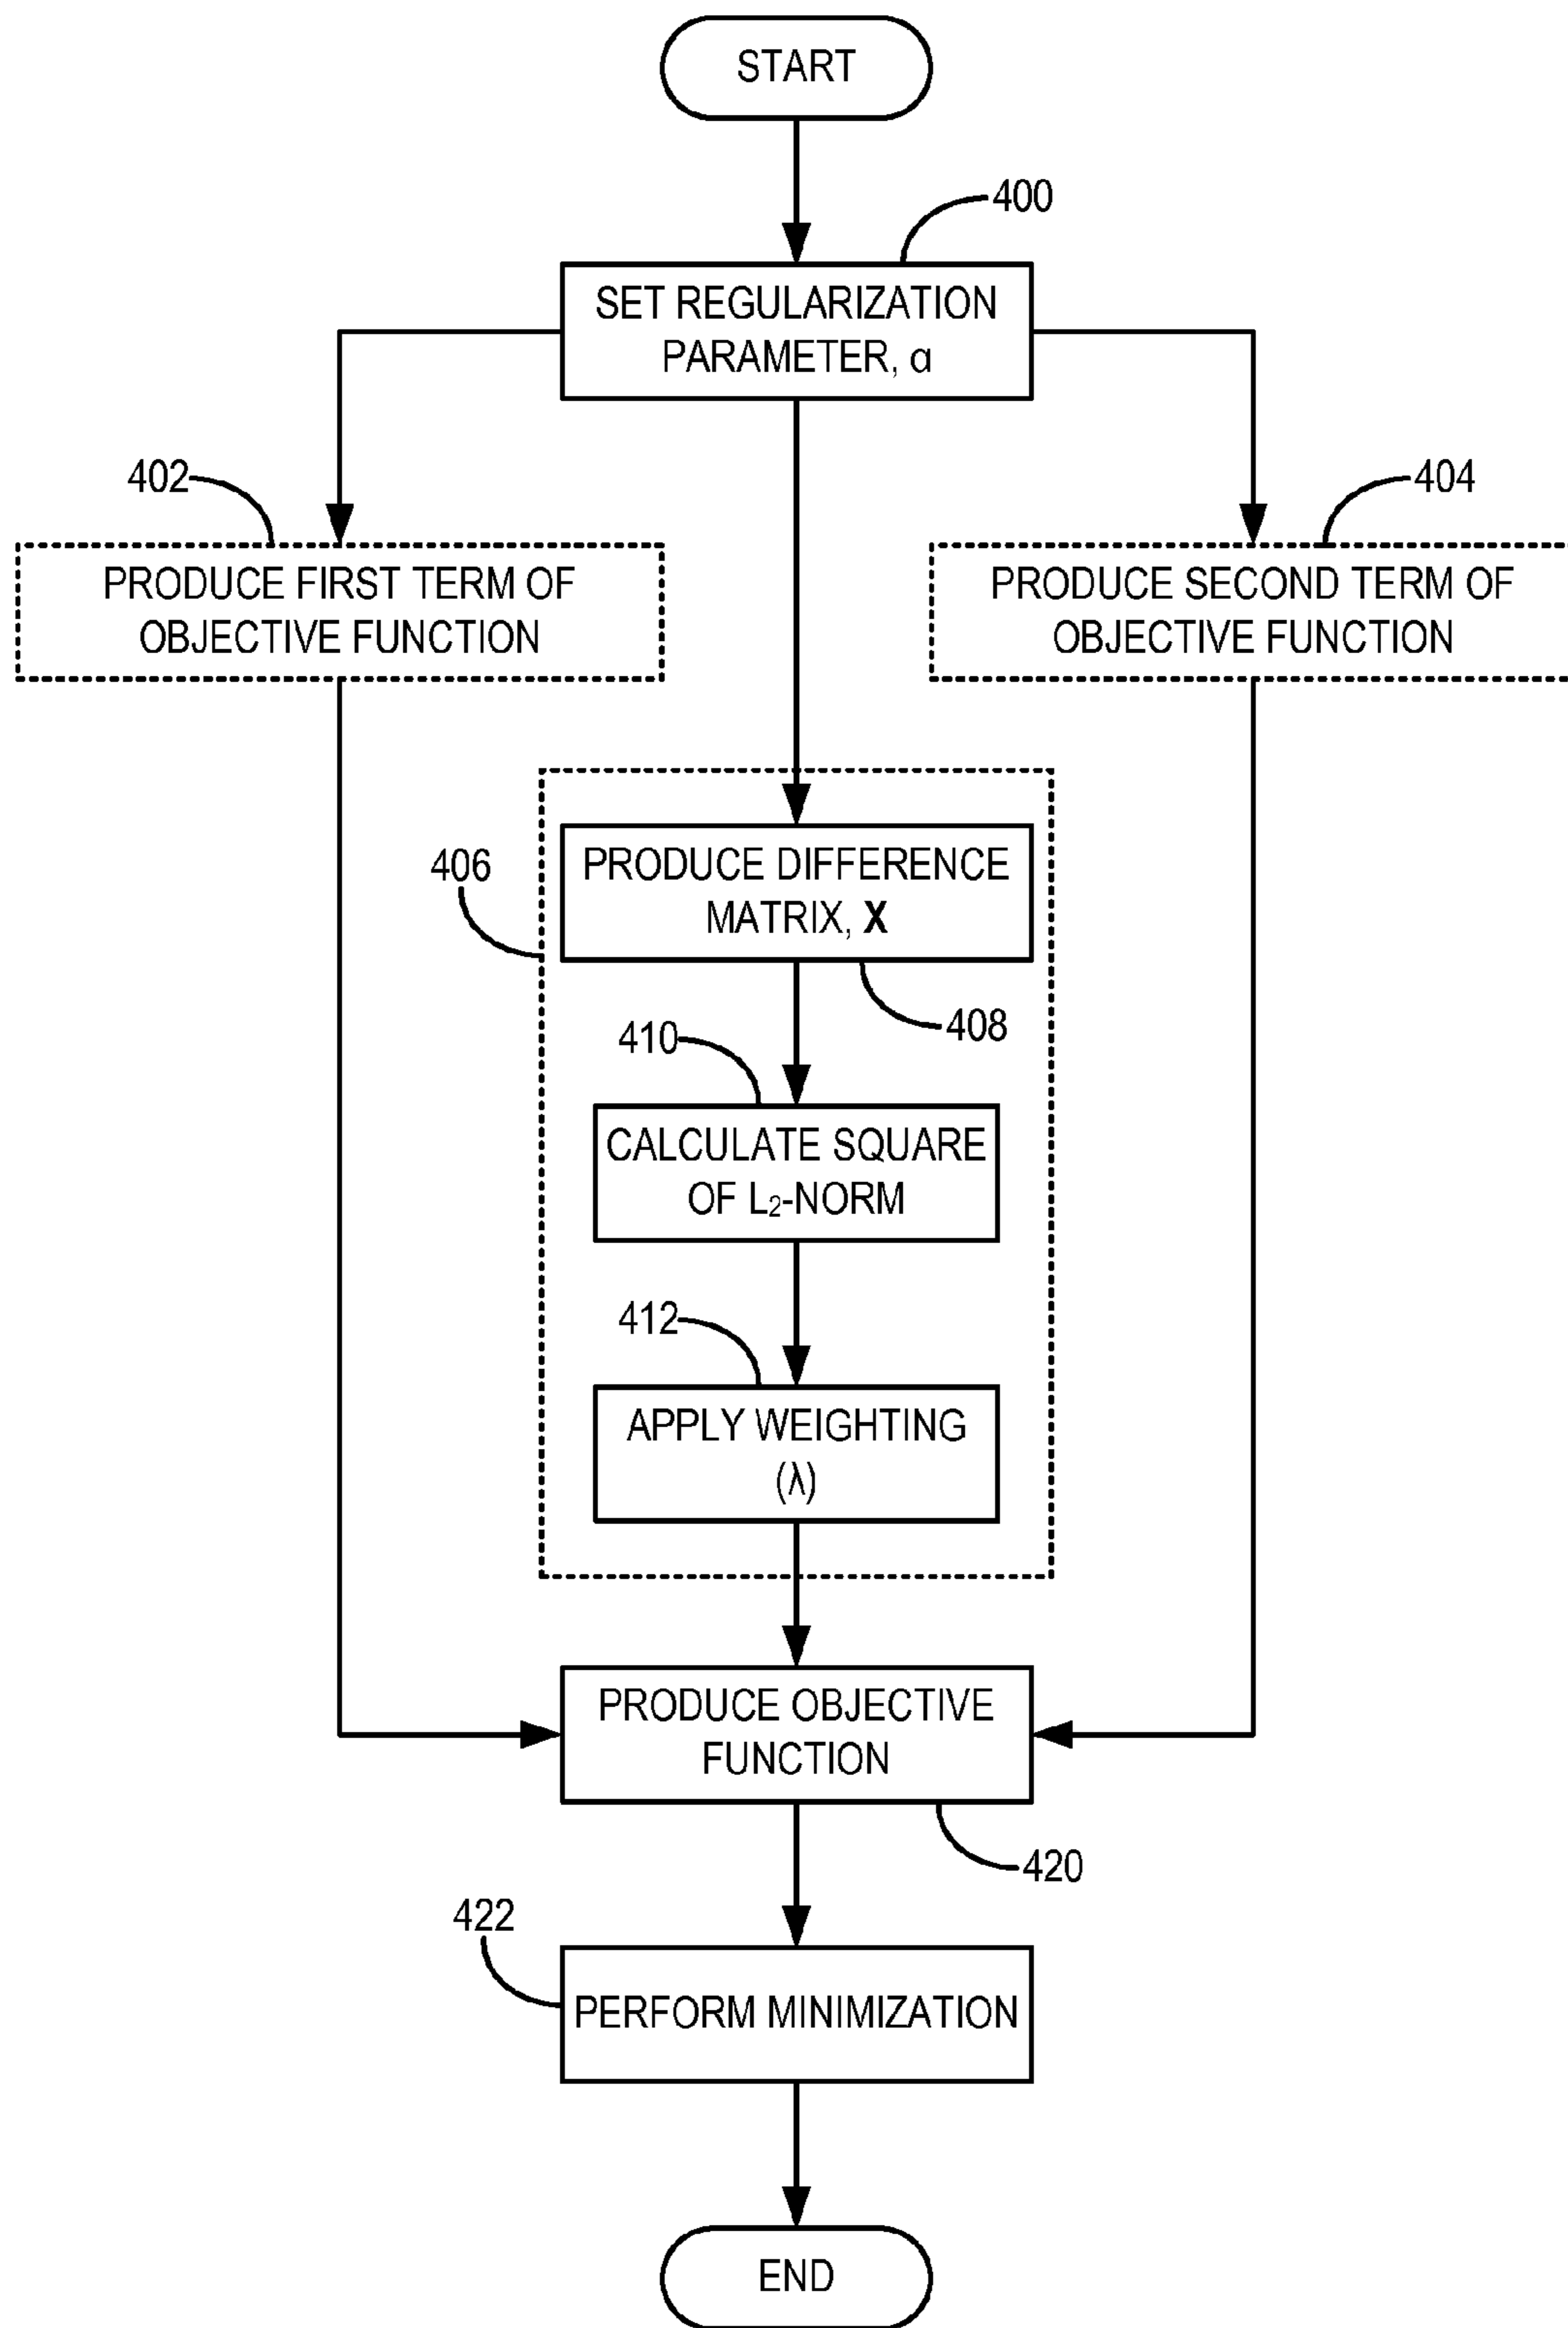 START
400
SET REGULARIZATION
PARAMETER, α
402
404
PRODUCE FIRST TERM OF
OBJECTIVE FUNCTION
PRODUCE SECOND TERM OF
OBJECTIVE FUNCTION
406
PRODUCE DIFFERENCE
MATRIX, X
408
410
CALCULATE SQUARE
OF L₂-NORM
412
APPLY WEIGHTING
(λ)
PRODUCE OBJECTIVE
FUNCTION
420
422
PERFORM MINIMIZATION
END